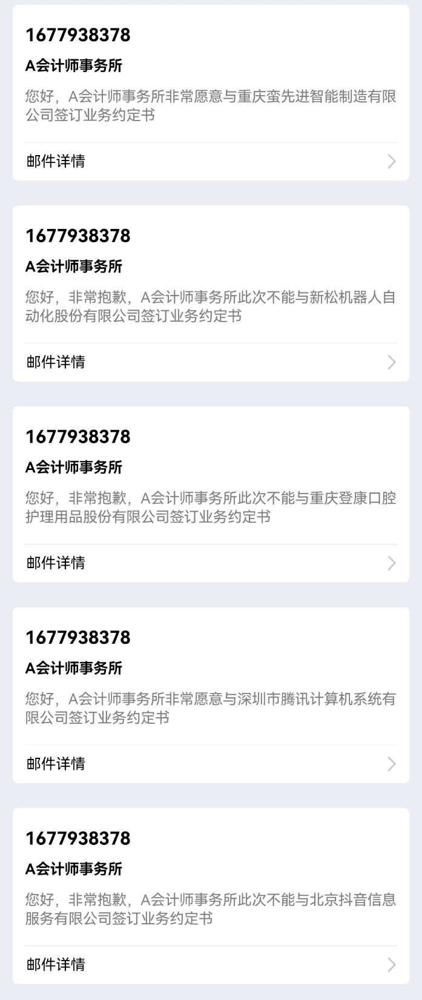 1677938378
A会计师事务所
您好，A会计师事务所非常愿意与重庆蛮先进智能制造有限
公司签订业务约定书
邮件详情
1677938378
A会计师事务所
您好，非常抱歉，A会计师事务所此次不能与新松机器人自
动化股份有限公司签订业务约定书
邮件详情
1677938378
A会计师事务所
您好，非常抱歉，A会计师事务所此次不能与重庆登康口腔
护理用品股份有限公司签订业务约定书
邮件详情
1677938378
A会计师事务所
您好，A会计师事务所非常愿意与深圳市腾讯计算机系统有
限公司签订业务约定书
邮件详情
1677938378
A会计师事务所
您好，非常抱歉，A会计师事务所此次不能与北京抖音信息
服务有限公司签订业务约定书
邮件详情